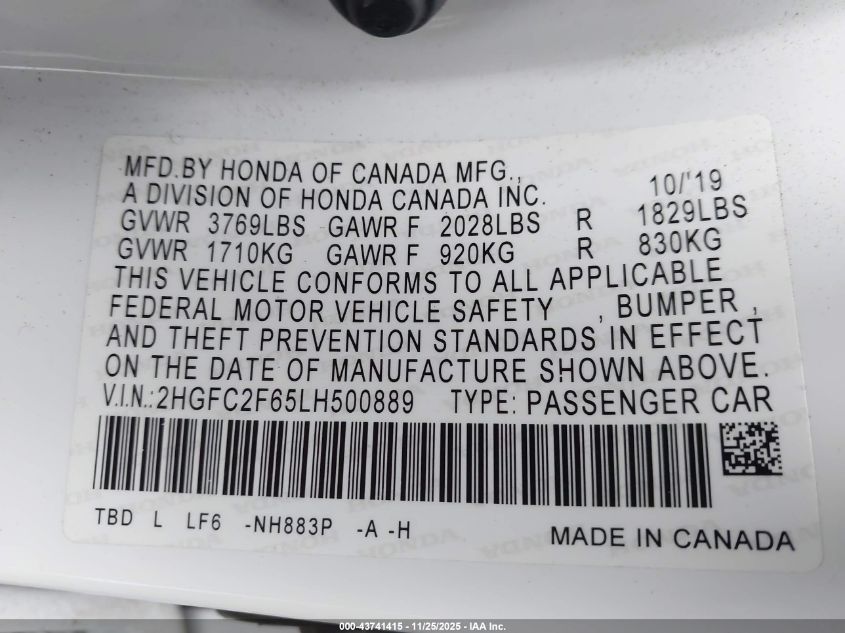 MFD.BY HONDA OF CANADA MFG.,
A DIVISION OF HONDA CANADA INC. 10/'19
GVWR 3769LBS GAWR F 2028LBS R 1829LBS
GVWR 1710KG GAWR F 920KG R 830KG
THIS VEHICLE CONFORMS TO ALL APPLICABLE
FEDERAL MOTOR VEHICLE SAFETY , BUMPER ,
AND THEFT PREVENTION STANDARDS IN EFFECT
ON THE DATE OF MANUFACTURE SHOWN ABOVE.
V.I.N.:2HGFC2F65LH500889 TYPE: PASSENGER CAR
TBD L LF6 -NH883P -A -H
MADE IN CANADA
000-43741415 - 11/25/2025 - IAA Inc.